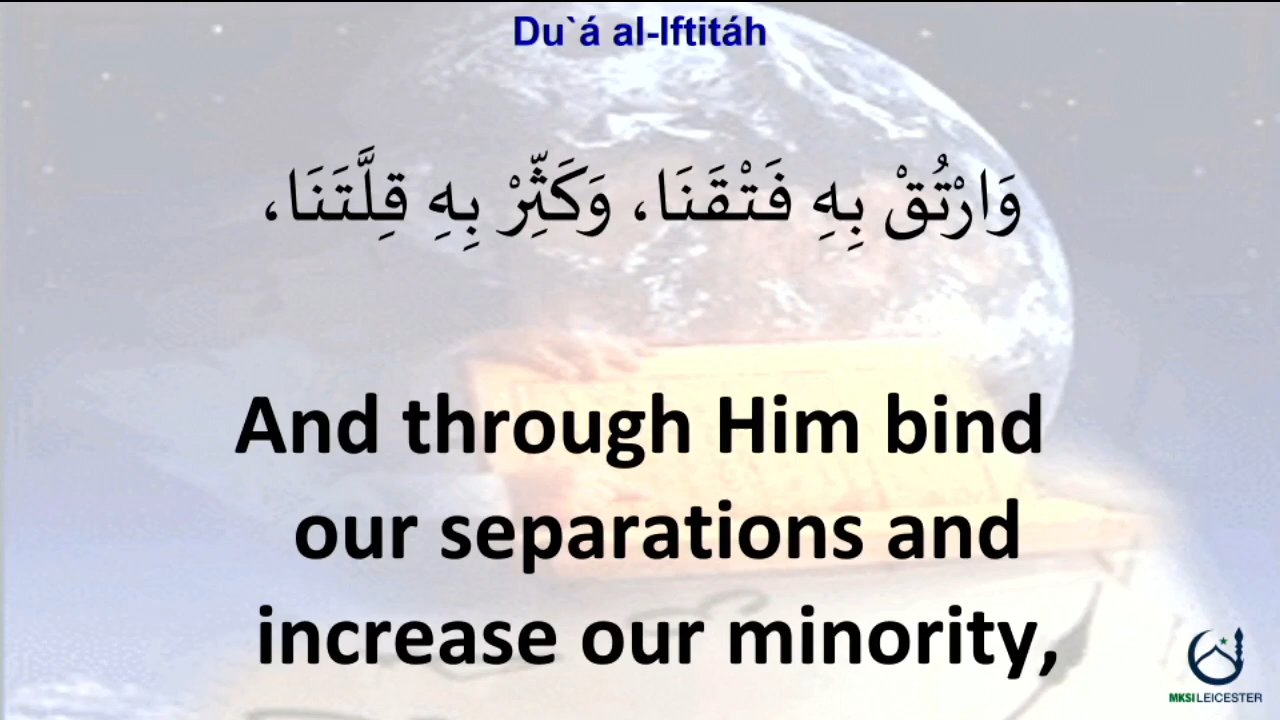 Du`á al-Iftitáh
وَارْتُقْ بِهِ فَتْقَنَا، وَكَثِّرْ بِهِ قِلَّتَنَا،
And through Him bind
our separations and
increase our minority,
MKSI LEICESTER